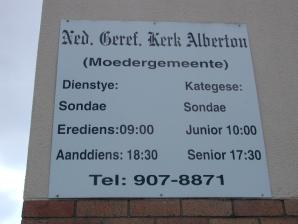 Ned. Geref. Kerk Alberton
(Moedergemeente)
Dienstye: Kategese:
Sondae Sondae
Erediens: 09:00 Junior 10:00
Aanddiens: 18:30 Senior 17:30
Tel: 907-8871